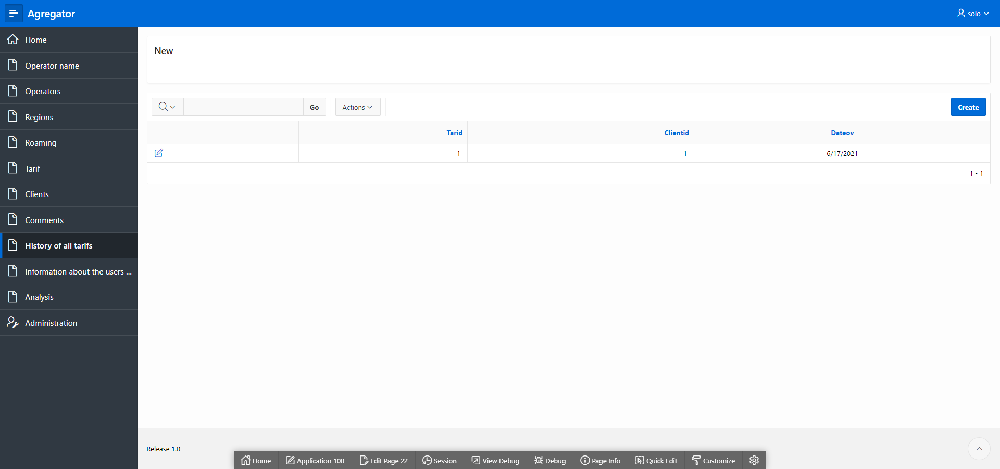 Agregator
solo
Home
Operator name
Operators
Regions
Roaming
Tarif
Clients
Comments
History of all tarifs
Information about the users ...
Analysis
Administration
New
Go
Actions
Create
Tarid Clientid Dateov
1 1 6/17/2021
1 - 1
Release 1.0
Home Application 100 Edit Page 22 Session View Debug Debug Page Info Quick Edit Customize